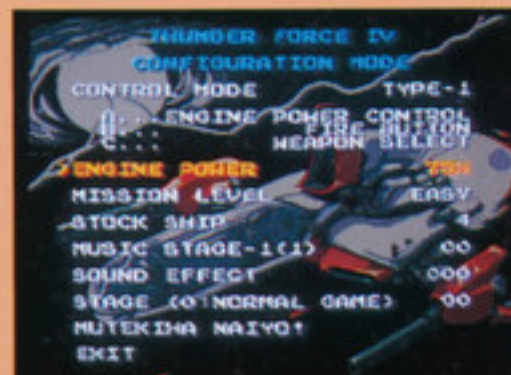 THUNDER FORCE IV
CONFIGURATION MODE
CONTROL MODE TYPE-1
A...ENGINE POWER CONTROL
B... FIRE BUTTON
C... WEAPON SELECT
>ENGINE POWER 75%
MISSION LEVEL EASY
STOCK SHIP 4
MUSIC STAGE-1(1) 00
SOUND EFFECT 000
STAGE (0:NORMAL GAME) 00
MUTEKIHA NAIYO!
EXIT